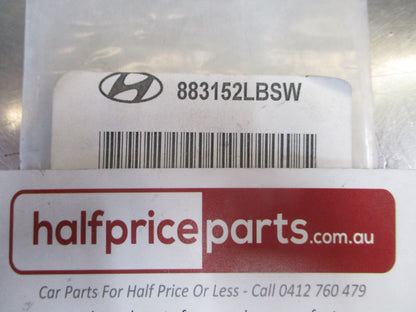 883152LBSW
halfpriceparts.com.au
Car Parts For Half Price Or Less - Call 0412 760 479